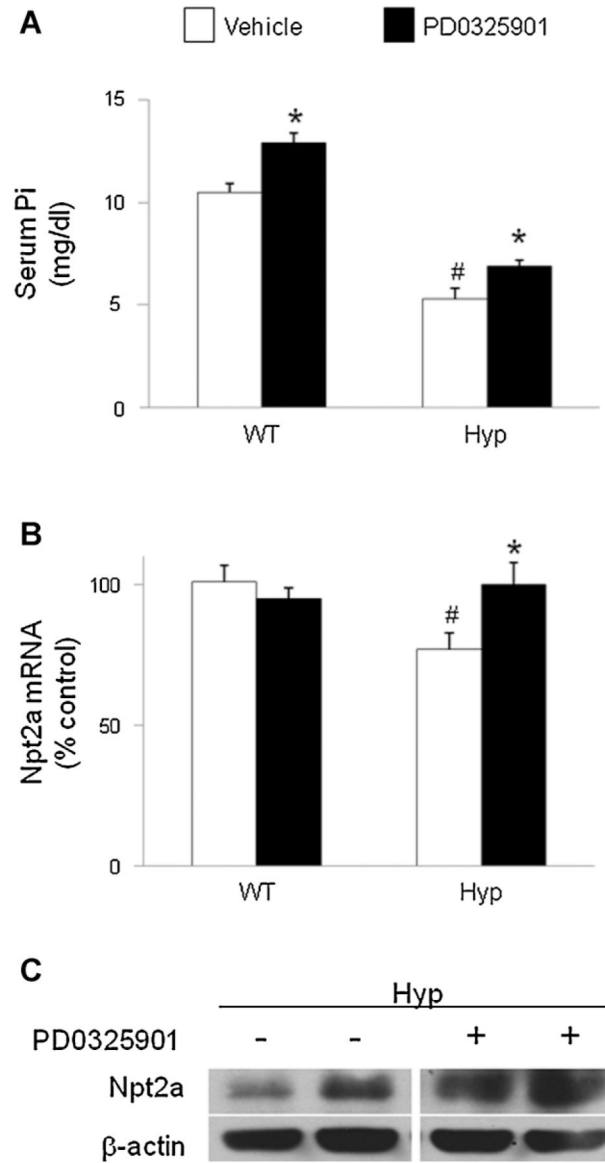 A
Vehicle
PD0325901
15
10
5
0
Serum Pi
(mg/dl)
*
#
*
WT
Hyp
B
100
50
0
Npt2a mRNA
(% control)
#
*
WT
Hyp
C
Hyp
PD0325901 - - + +
Npt2a
β-actin